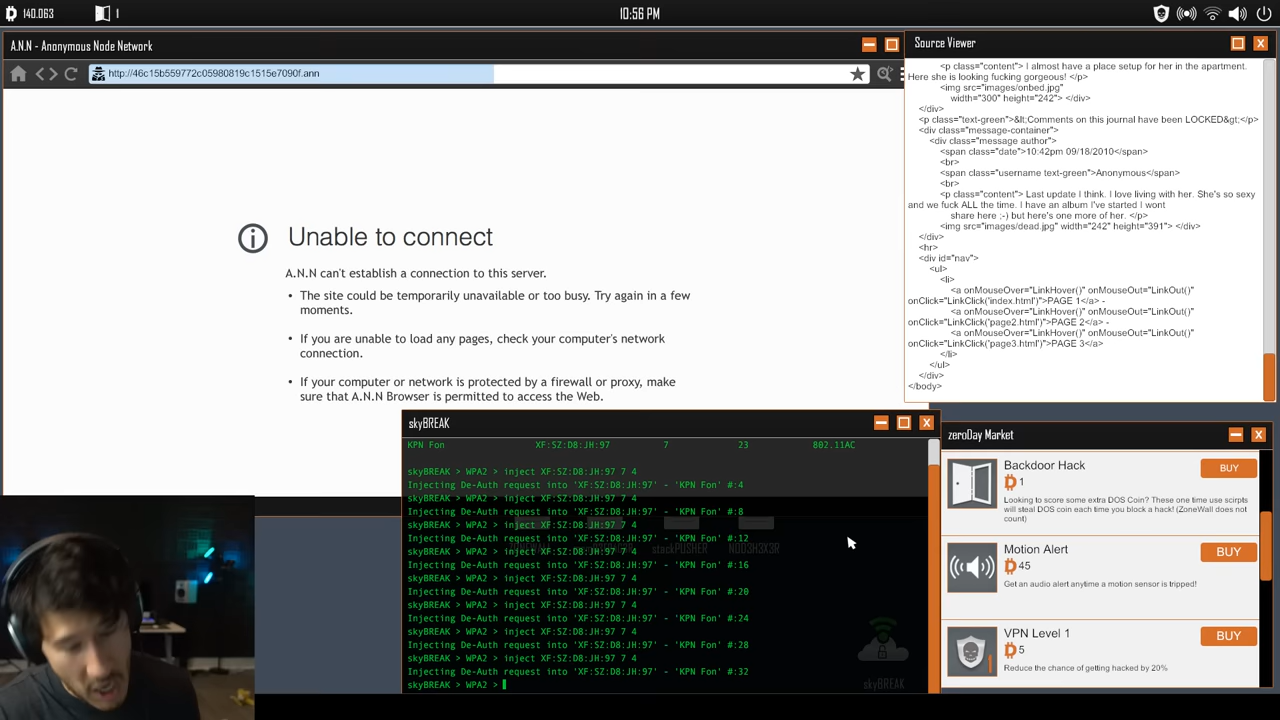 140.063
1
10:56 PM
A.N.N - Anonymous Node Network
http://46c15b559772c05980819c1515e7090f.ann
Unable to connect
A.N.N can't establish a connection to this server.
• The site could be temporarily unavailable or too busy. Try again in a few
moments.
• If you are unable to load any pages, check your computer's network
connection.
• If your computer or network is protected by a firewall or proxy, make
sure that A.N.N Browser is permitted to access the Web.
Source Viewer
<p class="content"> I almost have a place setup for her in the apartment.
Here she is looking fucking gorgeous! </p>
<img src="images/onbed.jpg"
width="300" height="242"> </div>
</div>
<p class="text-green">&lt;Comments on this journal have been LOCKED&gt;</p>
<div class="message-container">
<div class="message author">
<span class="date">10:42pm 09/18/2010</span>
<br>
<span class="username text-green">Anonymous</span>
<br>
<p class="content"> Last update I think. I love living with her. She's so sexy
and we fuck ALL the time. I have an album I've started I wont
share here ;-) but here's one more of her. </p>
<img src="images/dead.jpg" width="242" height="391"> </div>
</div>
<hr>
<div id="nav">
<ul>
<li>
<a onMouseOver="LinkHover()" onMouseOut="LinkOut()"
onClick="LinkClick('index.html')">PAGE 1</a> -
<a onMouseOver="LinkHover()" onMouseOut="LinkOut()"
onClick="LinkClick('page2.html')">PAGE 2</a> -
<a onMouseOver="LinkHover()" onMouseOut="LinkOut()"
onClick="LinkClick('page3.html')">PAGE 3</a>
</li>
</ul>
</div>
</body>
skyBREAK
KPN Fon XF:SZ:D8:JH:97 7 23 802.11AC
skyBREAK > WPA2 > inject XF:SZ:D8:JH:97 7 4
Injecting De-Auth request into 'XF:SZ:D8:JH:97' - 'KPN Fon' #:4
skyBREAK > WPA2 > inject XF:SZ:D8:JH:97 7 4
Injecting De-Auth request into 'XF:SZ:D8:JH:97' - 'KPN Fon' #:8
skyBREAK > WPA2 > inject XF:SZ:D8:JH:97 7 4
Injecting De-Auth request into 'XF:SZ:D8:JH:97' - 'KPN Fon' #:12
skyBREAK > WPA2 > inject XF:SZ:D8:JH:97 7 4
Injecting De-Auth request into 'XF:SZ:D8:JH:97' - 'KPN Fon' #:16
skyBREAK > WPA2 > inject XF:SZ:D8:JH:97 7 4
Injecting De-Auth request into 'XF:SZ:D8:JH:97' - 'KPN Fon' #:20
skyBREAK > WPA2 > inject XF:SZ:D8:JH:97 7 4
Injecting De-Auth request into 'XF:SZ:D8:JH:97' - 'KPN Fon' #:24
skyBREAK > WPA2 > inject XF:SZ:D8:JH:97 7 4
Injecting De-Auth request into 'XF:SZ:D8:JH:97' - 'KPN Fon' #:28
skyBREAK > WPA2 > inject XF:SZ:D8:JH:97 7 4
Injecting De-Auth request into 'XF:SZ:D8:JH:97' - 'KPN Fon' #:32
skyBREAK > WPA2 >
stackPUSHER
N0D3H3X3R
skyBREAK
zeroDay Market
Backdoor Hack
BUY
1
Looking to score some extra DOS Coin? These one time use scirpts
will steal DOS coin each time you block a hack! (ZoneWall does not
count)
Motion Alert
BUY
45
Get an audio alert anytime a motion sensor is tripped!
VPN Level 1
BUY
5
Reduce the chance of getting hacked by 20%